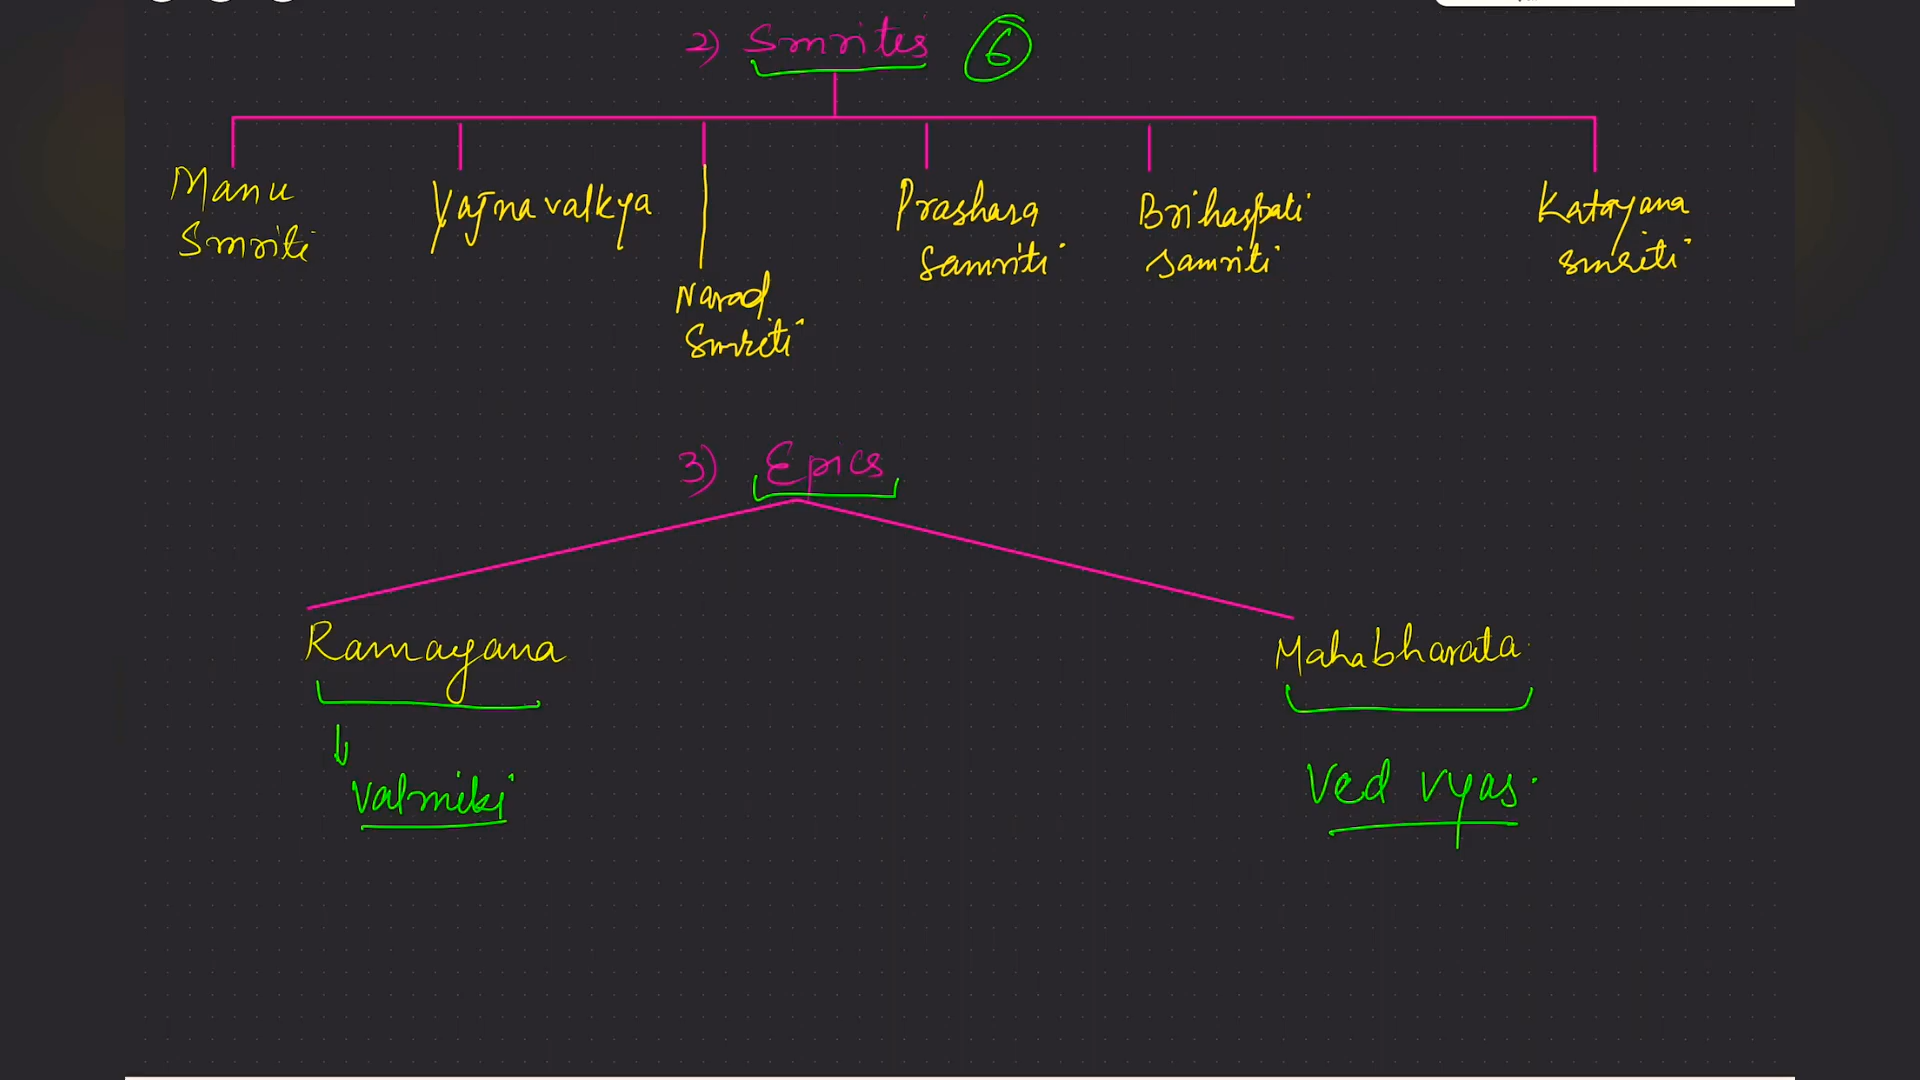 2) Smrites 6
Manu
Smriti
Yajnavalkya
Narad
Smriti
Prashara
Samriti
Brihaspati
Samriti
Katayana
Smriti
3) Epics
Ramayana
Mahabharata
Valmiki
Ved Vyas